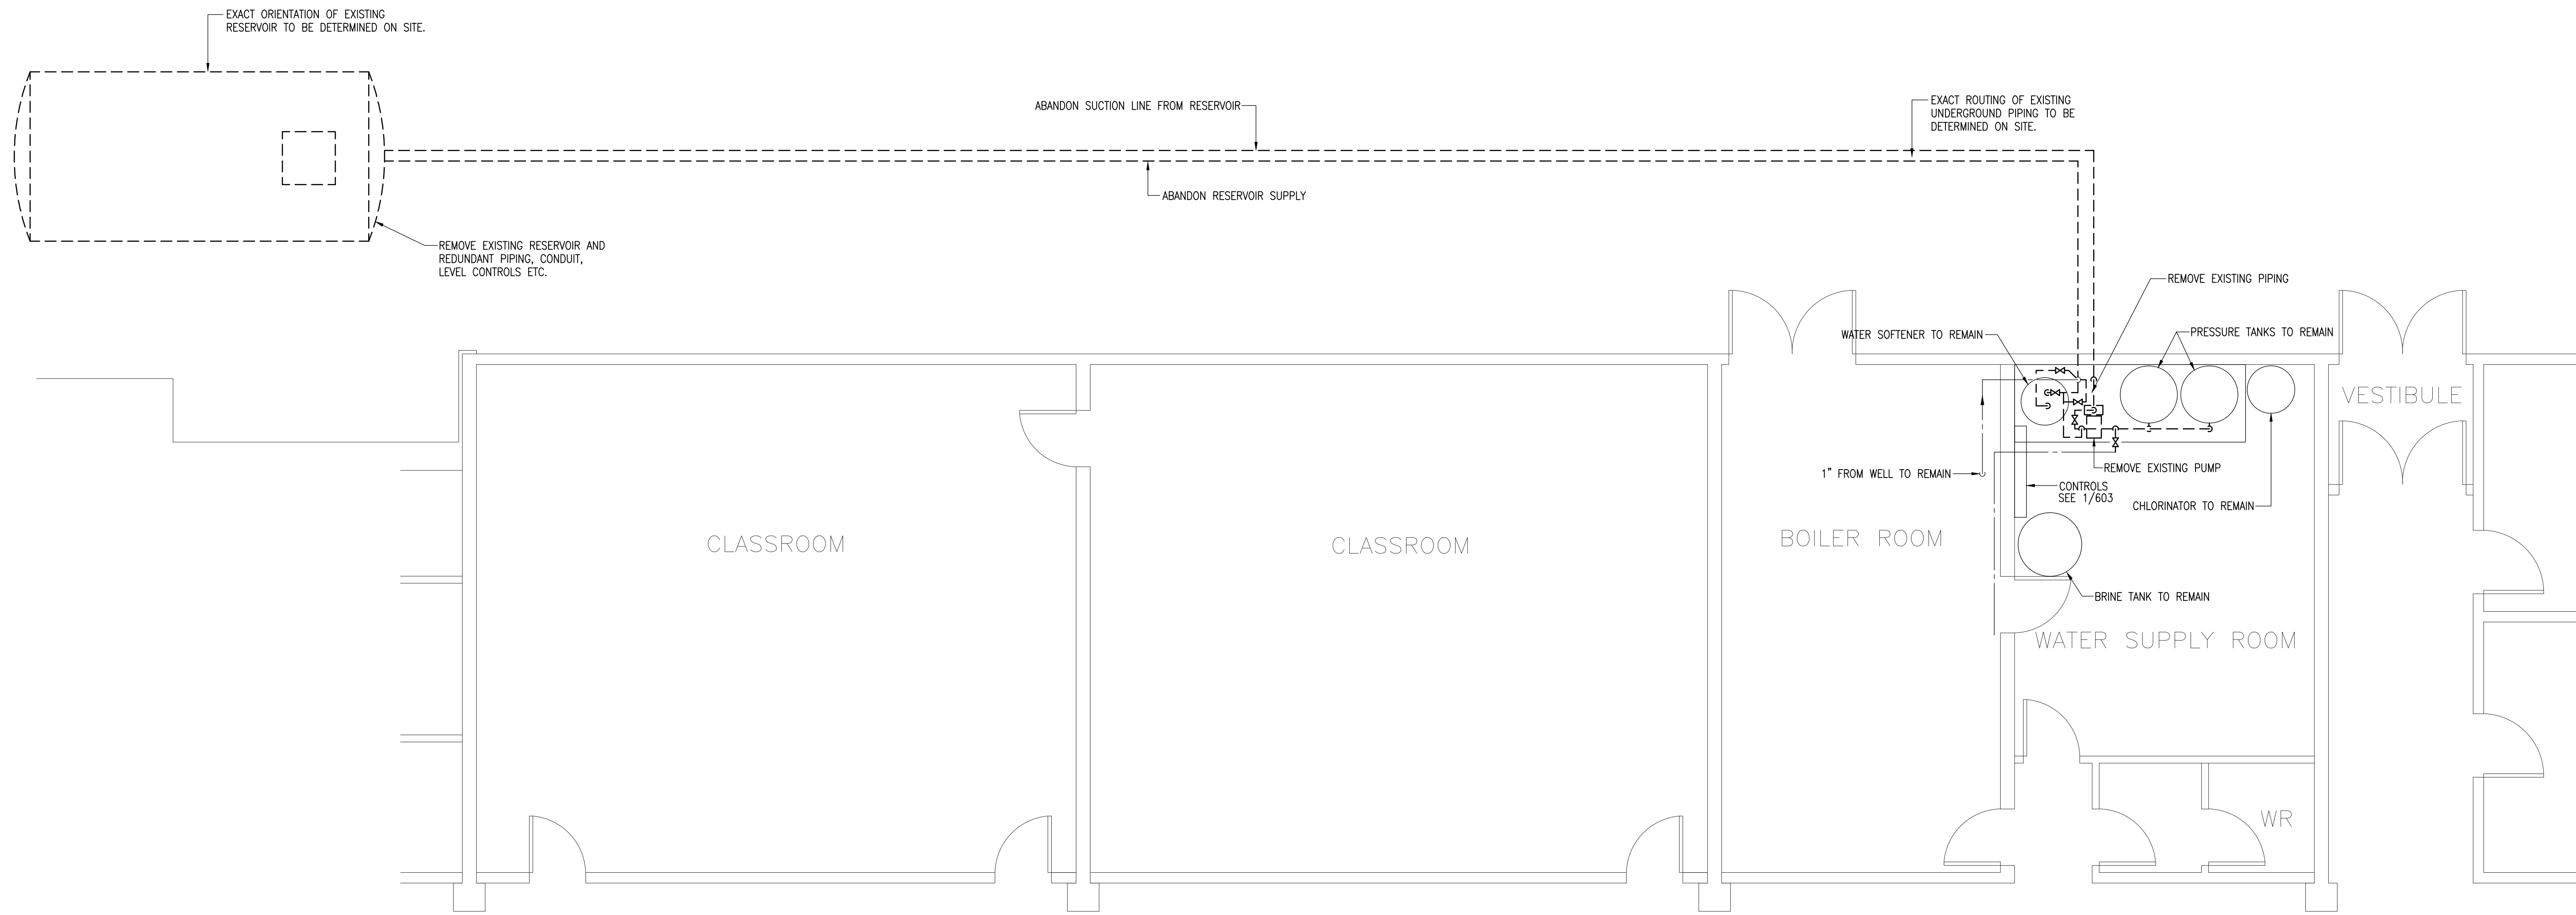 EXACT ORIENTATION OF EXISTING
RESERVOIR TO BE DETERMINED ON SITE.
ABANDON SUCTION LINE FROM RESERVOIR
EXACT ROUTING OF EXISTING
UNDERGROUND PIPING TO BE
DETERMINED ON SITE.
ABANDON RESERVOIR SUPPLY
REMOVE EXISTING RESERVOIR AND
REDUNDANT PIPING, CONDUIT,
LEVEL CONTROLS ETC.
REMOVE EXISTING PIPING
WATER SOFTENER TO REMAIN
PRESSURE TANKS TO REMAIN
VESTIBULE
1" FROM WELL TO REMAIN
REMOVE EXISTING PUMP
CONTROLS
SEE 1/603
CHLORINATOR TO REMAIN
CLASSROOM
CLASSROOM
BOILER ROOM
BRINE TANK TO REMAIN
WATER SUPPLY ROOM
WR